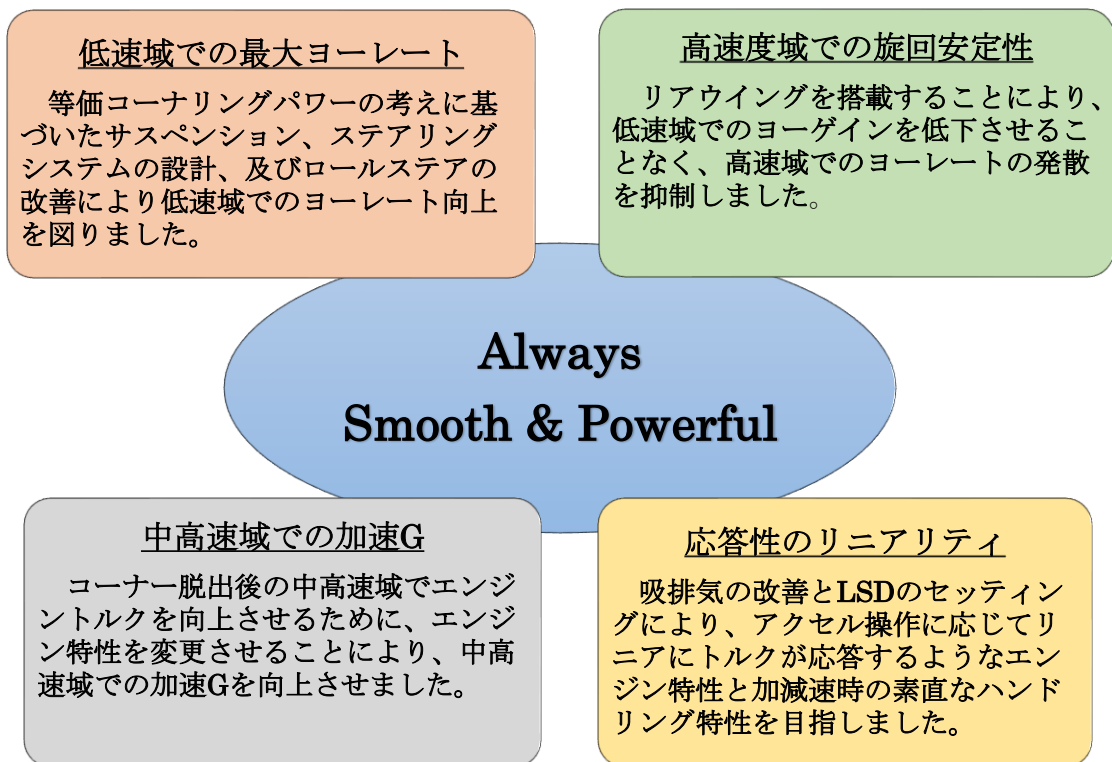 低速域での最大ヨーレート
等価コーナリングパワーの考えに基
づいたサスペンション、ステアリング
システムの設計、及びロールステアの
改善により低速域でのヨーレート向上
を図りました。
高速度域での旋回安定性
リアウイングを搭載することにより、
低速域でのヨーゲインを低下させるこ
となく、高速域でのヨーレートの発散
を抑制しました。
Always
Smooth & Powerful
中高速域での加速G
コーナー脱出後の中高速域でエンジ
ントルクを向上させるために、エンジ
ン特性を変更させることにより、中高
速域での加速Gを向上させました。
応答性のリニアリティ
吸排気の改善とLSDのセッティン
グにより、アクセル操作に応じてリ
ニアにトルクが応答するようなエン
ジン特性と加減速時の素直なハンド
リング特性を目指しました。